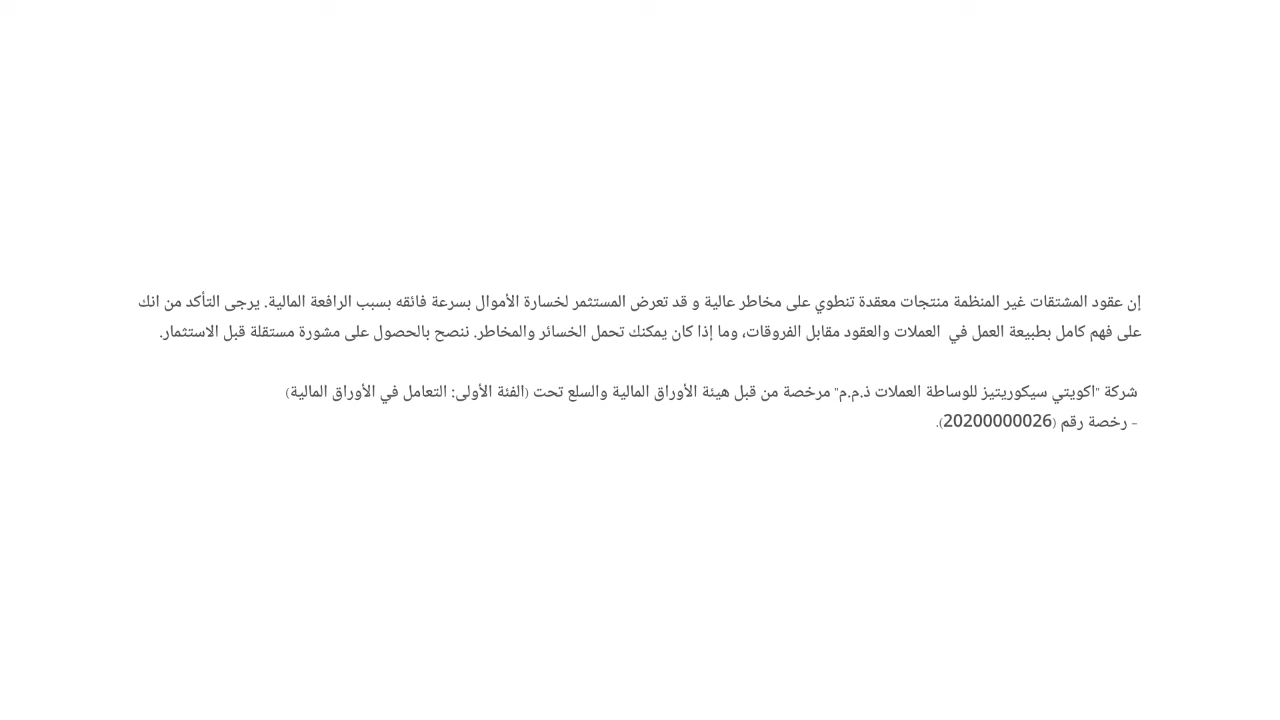 إن عقود المشتقات غير المنظمة منتجات معقدة تنطوي على مخاطر عالية و قد تعرض المستثمر لخسارة الأموال بسرعة فائقه بسبب الرافعة المالية. يرجى التأكد من انك
على فهم كامل بطبيعة العمل في  العملات والعقود مقابل الفروقات، وما إذا كان يمكنك تحمل الخسائر والمخاطر. ننصح بالحصول على مشورة مستقلة قبل الاستثمار.
شركة "اكويتي سيكوريتيز للوساطة العملات ذ.م.م" مرخصة من قبل هيئة الأوراق المالية والسلع تحت (الفئة الأولى: التعامل في الأوراق المالية)
- رخصة رقم (20200000026).